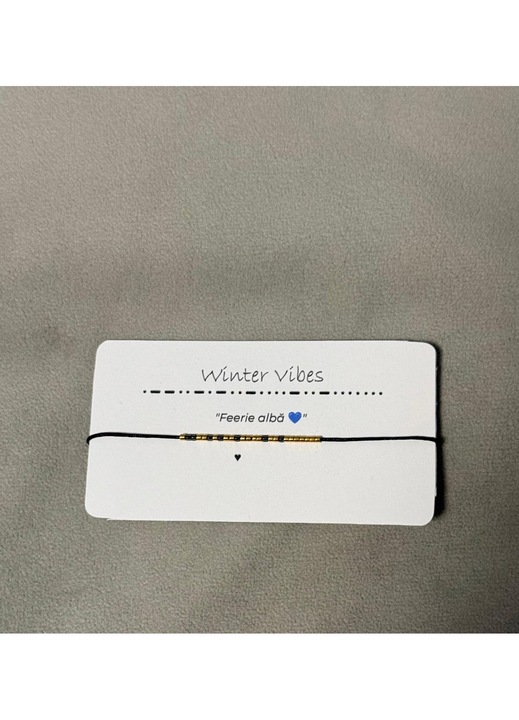 Winter Vibes
"Feerie albă 💙"
♥